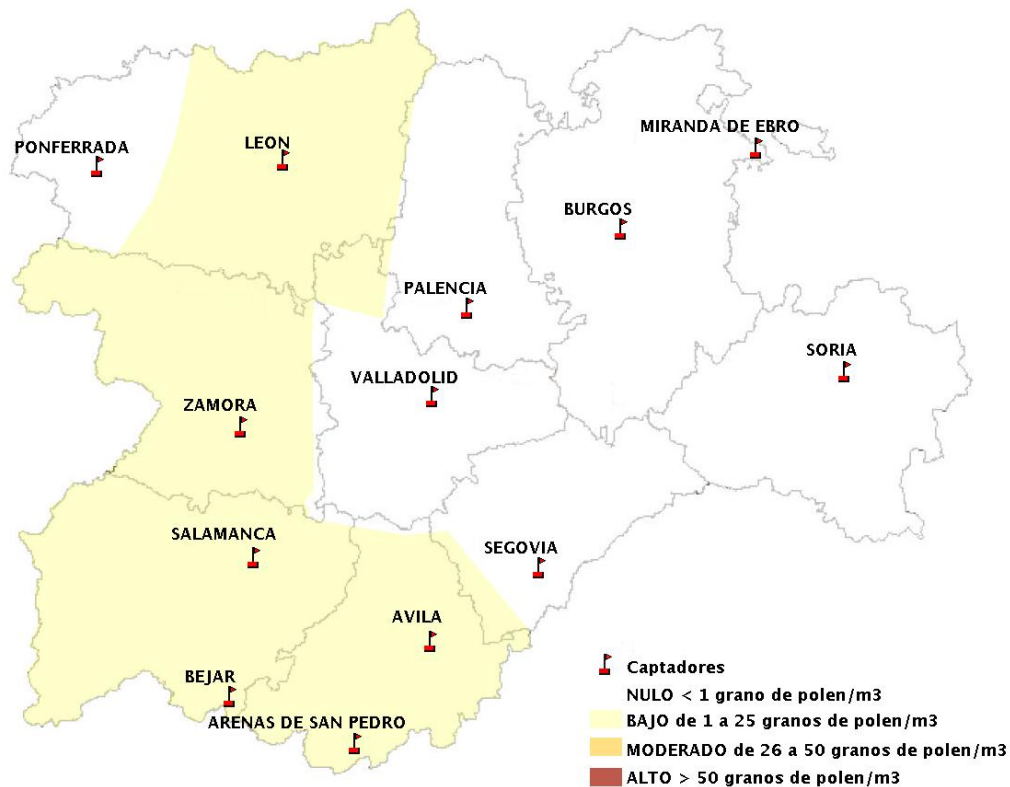 MIRANDA DE EBRO
PONFERRADA
LEON
BURGOS
PALENCIA
SORIA
VALLADOLID
ZAMORA
SALAMANCA
SEGOVIA
AVILA
BEJAR
ARENAS DE SAN PEDRO
Captadores
NULO < 1 grano de polen/m3
BAJO de 1 a 25 granos de polen/m3
MODERADO de 26 a 50 granos de polen/m3
ALTO > 50 granos de polen/m3